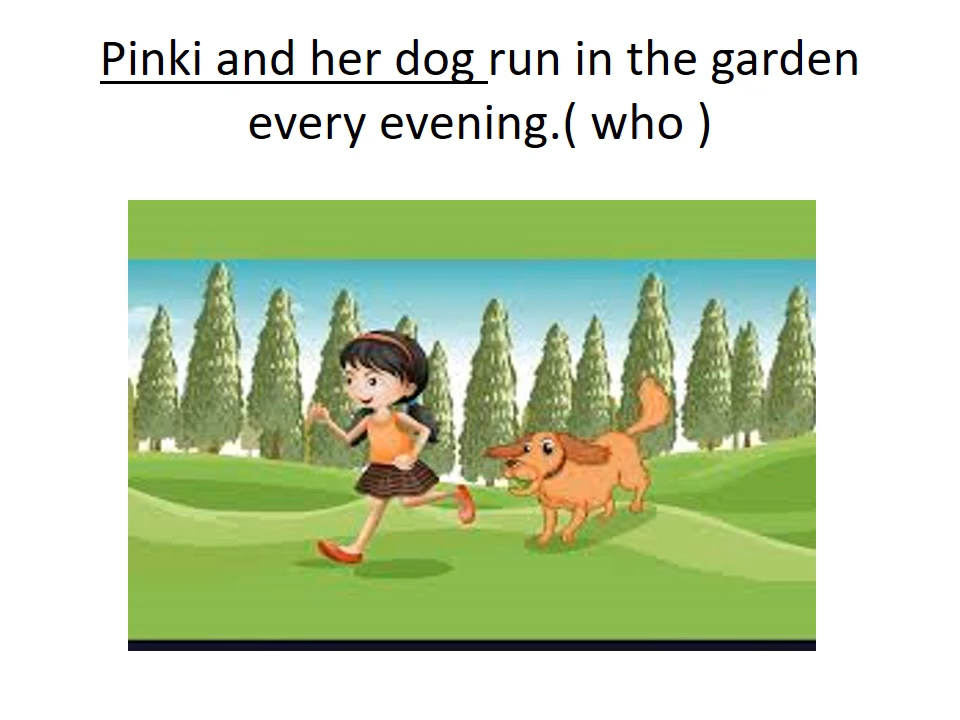 Pinki and her dog run in the garden
every evening.( who )